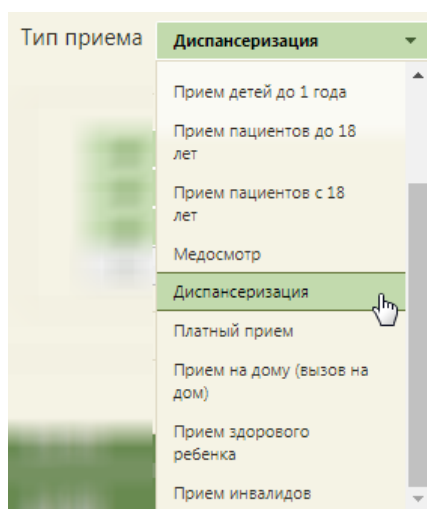 Тип приема Диспансеризация
Прием детей до 1 года
Прием пациентов до 18
лет
Прием пациентов с 18
лет
Медосмотр
Диспансеризация
Платный прием
Прием на дому (вызов на
дом)
Прием здорового
ребенка
Прием инвалидов